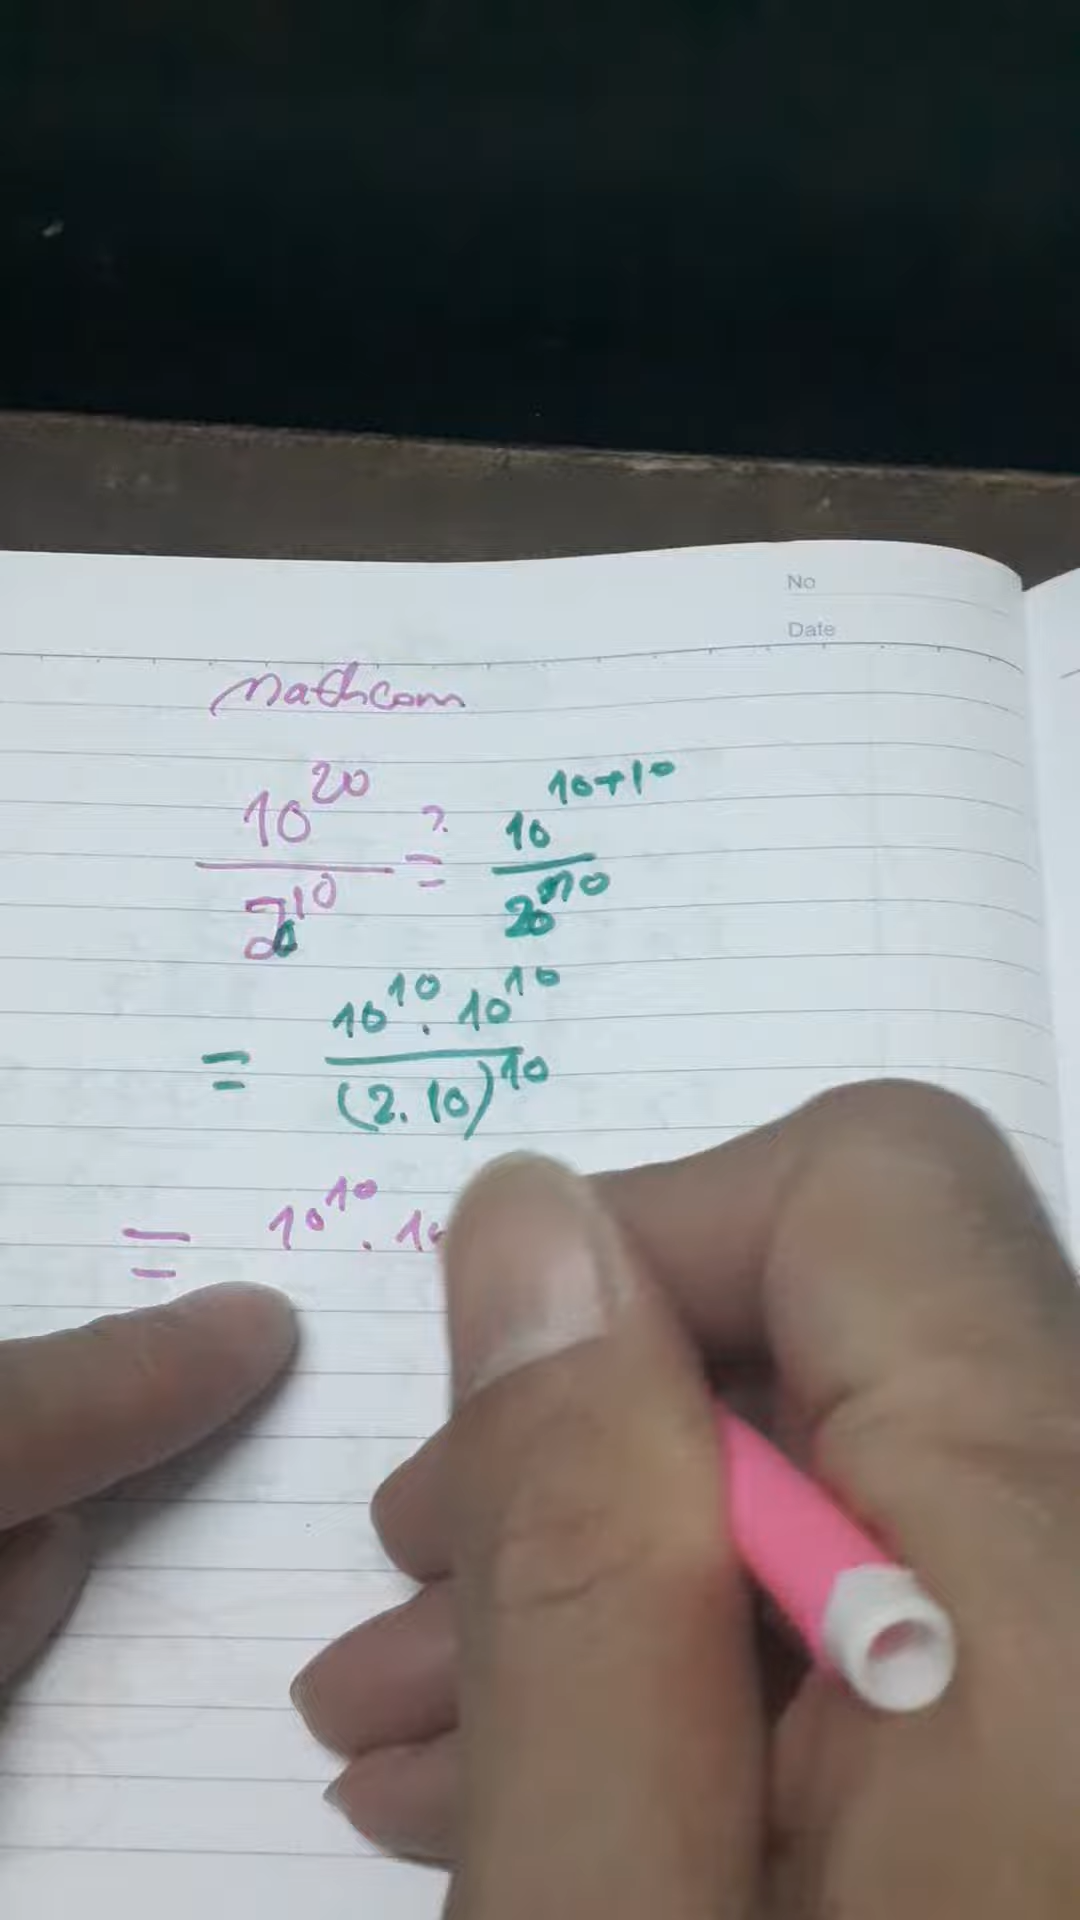 No
Date
mathcom
10^20 / 20^10 =? 10^(10+10) / 20^10
= 10^10 . 10^10 / (2.10)^10
= 10^10 . 10